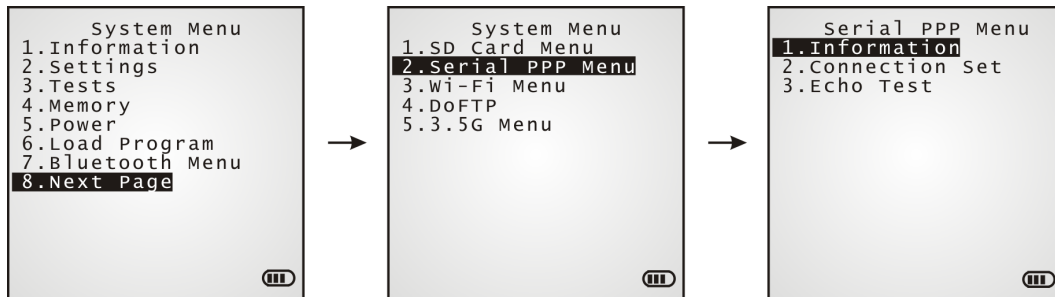 System Menu
1.Information
2.Settings
3.Tests
4.Memory
5.Power
6.Load Program
7.Bluetooth Menu
8.Next Page
System Menu
1.SD Card Menu
2.Serial PPP Menu
3.Wi-Fi Menu
4.DoFTP
5.3.5G Menu
Serial PPP Menu
1.Information
2.Connection Set
3.Echo Test